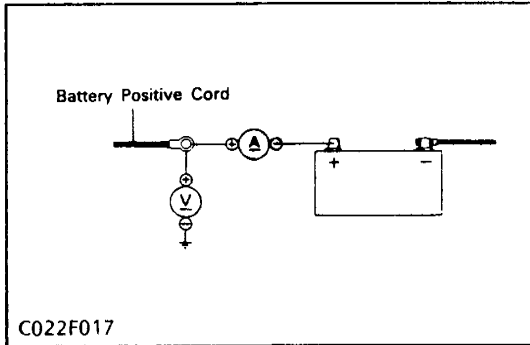 Battery Positive Cord
+ A -
+ -
+
V
-
C022F017